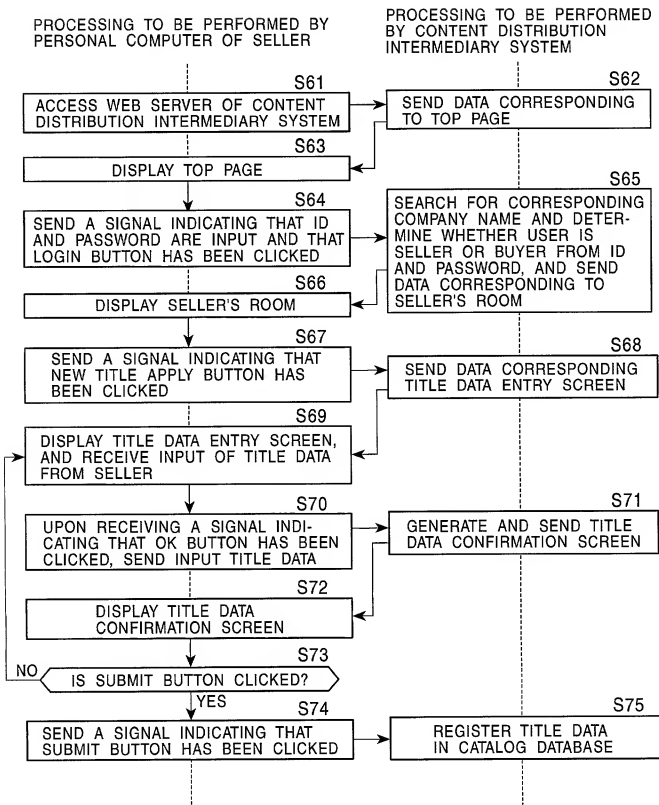 PROCESSING TO BE PERFORMED BY
PERSONAL COMPUTER OF SELLER
PROCESSING TO BE PERFORMED
BY CONTENT DISTRIBUTION
INTERMEDIARY SYSTEM
S61
ACCESS WEB SERVER OF CONTENT
DISTRIBUTION INTERMEDIARY SYSTEM
S62
SEND DATA CORRESPONDING
TO TOP PAGE
S63
DISPLAY TOP PAGE
S64
SEND A SIGNAL INDICATING THAT ID
AND PASSWORD ARE INPUT AND THAT
LOGIN BUTTON HAS BEEN CLICKED
S65
SEARCH FOR CORRESPONDING
COMPANY NAME AND DETER-
MINE WHETHER USER IS
SELLER OR BUYER FROM ID
AND PASSWORD, AND SEND
DATA CORRESPONDING TO
SELLER'S ROOM
S66
DISPLAY SELLER'S ROOM
S67
SEND A SIGNAL INDICATING THAT
NEW TITLE APPLY BUTTON HAS
BEEN CLICKED
S68
SEND DATA CORRESPONDING
TITLE DATA ENTRY SCREEN
S69
DISPLAY TITLE DATA ENTRY SCREEN,
AND RECEIVE INPUT OF TITLE DATA
FROM SELLER
S70
UPON RECEIVING A SIGNAL INDI-
CATING THAT OK BUTTON HAS BEEN
CLICKED, SEND INPUT TITLE DATA
S71
GENERATE AND SEND TITLE
DATA CONFIRMATION SCREEN
S72
DISPLAY TITLE DATA
CONFIRMATION SCREEN
S73
NO
IS SUBMIT BUTTON CLICKED?
YES
S74
SEND A SIGNAL INDICATING THAT
SUBMIT BUTTON HAS BEEN CLICKED
S75
REGISTER TITLE DATA
IN CATALOG DATABASE